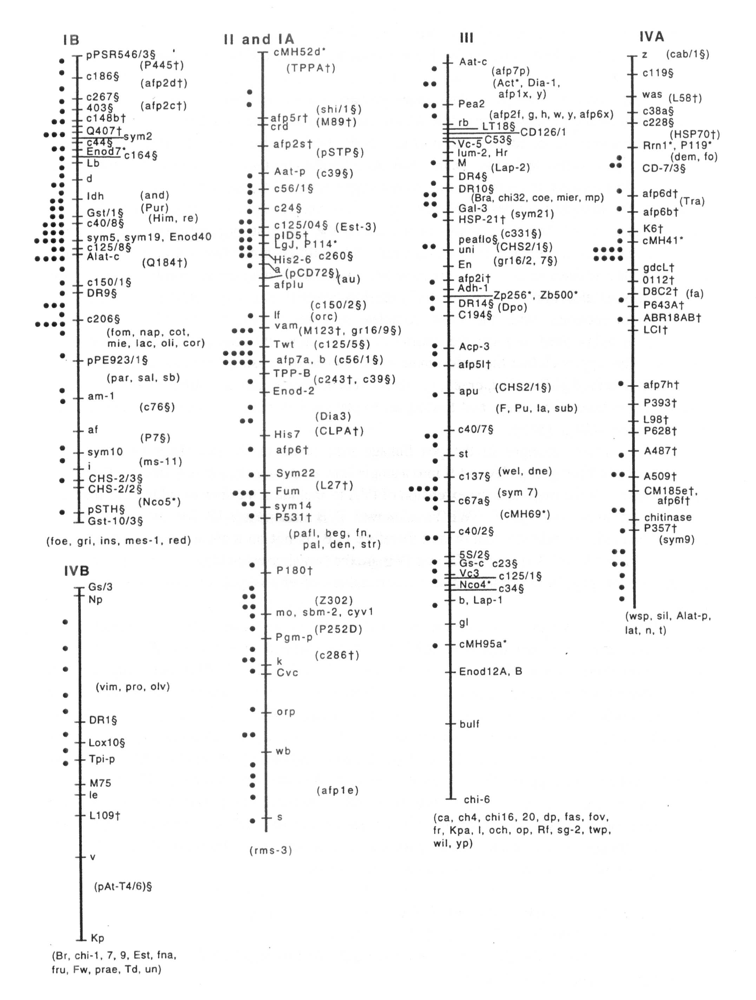 IB
pPSR546/3§
(P445†)
c186§
(afp2d†)
c267§
403§ (afp2c†)
c148b†
Q407†
sym2
c44§
Enod7*
c164§
Lb
d
Idh (and)
(Pur)
Gst/1§
(Him, re)
c40/8§
sym5, sym19, Enod40
c125/8§
Alat-c
(Q184†)
c150/1§
DR9§
c206§
(fom, nap, cot,
mie, lac, oli, cor)
pPE923/1§
(par, sal, sb)
am-1
(c76§)
af
(P7§)
sym10
(ms-11)
i
CHS-2/3§
CHS-2/2§
(Nco5*)
pSTH§
Gst-10/3§
(foe, gri, ins, mes-1, red)
IVB
Gs/3
Np
(vim, pro, olv)
DR1§
Lox10§
Tpi-p
M75
le
L109†
v
(pAt-T4/6)§
Kp
(Br, chi-1, 7, 9, Est, fna,
fru, Fw, prae, Td, un)
II and IA
cMH52d*
(TPPA†)
(shi/1§)
afp5r†
(M89†)
crd
afp2s†
(pSTP§)
Aat-p (c39§)
c56/1§
c24§
c125/04§ (Est-3)
pID5†
LgJ, P114*
His2-6 c260§
a
(pCD72§)
(au)
afplu
(c150/2§)
lf (orc)
vam
(M123†, gr16/9§)
Twt (c125/5§)
afp7a, b (c56/1§)
TPP-B
(c243†, c39§)
Enod-2
(Dia3)
His7 (CLPA†)
afp6†
Sym22
(L27†)
Fum
sym14
P531†
(pafl, beg, fn,
pal, den, str)
P180†
(Z302)
mo, sbm-2, cyv1
(P252D)
Pgm-p
(c286†)
k
Cvc
orp
wb
(afp1e)
s
(rms-3)
III
Aat-c
(afp7p)
(Act*, Dia-1,
afp1x, y)
Pea2
(afp2f, g, h, w, y, afp6x)
rb
LT18§
CD126/1
C53§
Vc-5
lum-2, Hr
M
(Lap-2)
DR4§
DR10§
(Bra, chi32, coe, mier, mp)
Gal-3
(sym21)
HSP-21†
(c331§)
peaflo§
uni (CHS2/1§)
En (gr16/2, 7§)
afp2i†
Adh-1
Zp256*, Zb500*
DR14§
(Dpo)
C194§
Acp-3
afp5l†
apu (CHS2/1§)
(F, Pu, la, sub)
c40/7§
st
c137§ (wel, dne)
(sym 7)
c67a§
(cMH69*)
c40/2§
5S/2§
Gs-c c23§
Vc3
c125/1§
Nco4*
c34§
b, Lap-1
gl
cMH95a*
Enod12A, B
bulf
chi-6
(ca, ch4, chi16, 20, dp, fas, fov,
fr, Kpa, l, och, op, Rf, sg-2, twp,
wil, yp)
IVA
z (cab/1§)
c119§
was (L58†)
c38a§
c228§
(HSP70†)
Rrn1*, P119*
(dem, fo)
CD-7/3§
afp6d†
(Tra)
afp6b†
K6†
cMH41*
gdcL†
0112†
D8C2† (fa)
P643A†
ABR18AB†
LCI†
afp7h†
P393†
L98†
P628†
A487†
A509†
CM185e†,
afp6f†
chitinase
P357†
(sym9)
(wsp, sil, Alat-p,
lat, n, t)